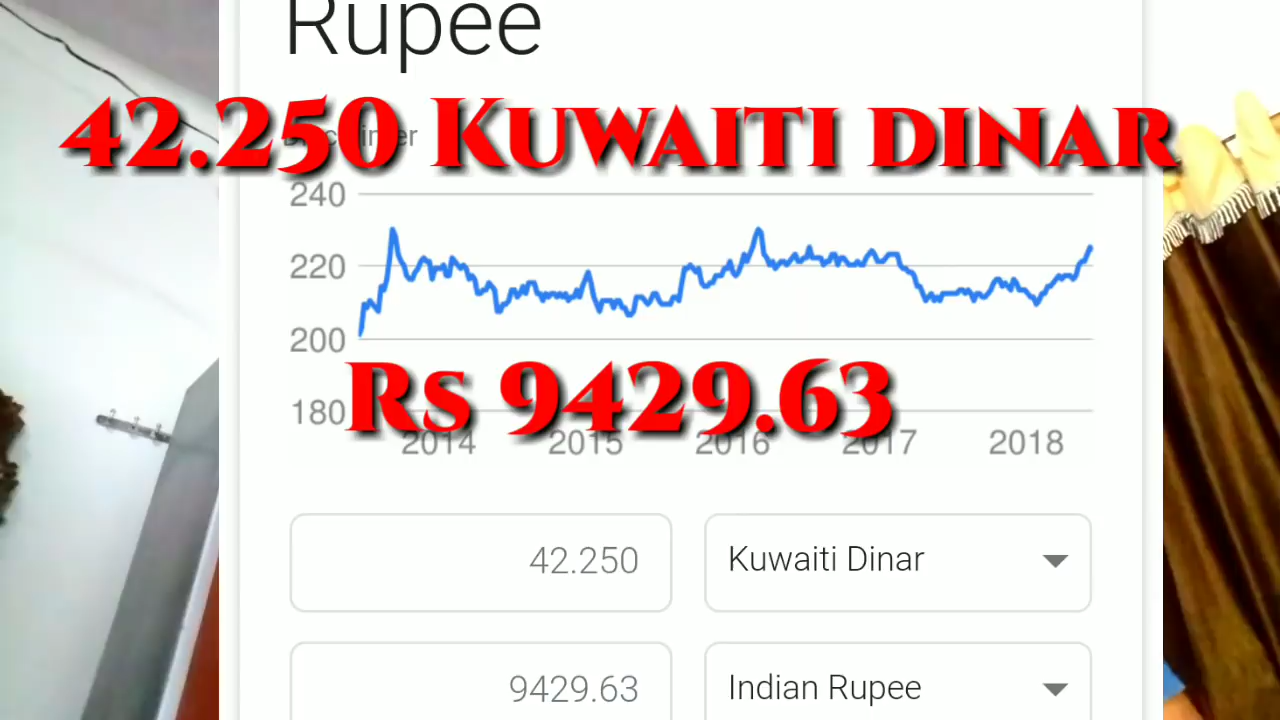 Rupee
42.250 Kuwaiti dinar
240
220
200
180
Rs 9429.63
2014 2015 2016 2017 2018
42.250 Kuwaiti Dinar
9429.63 Indian Rupee